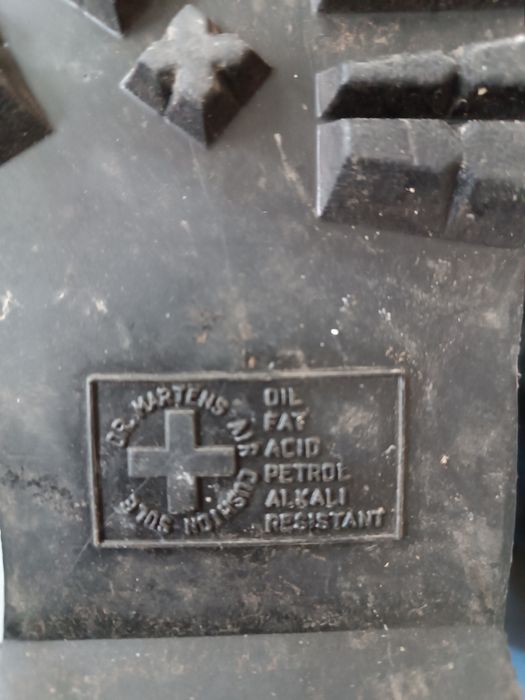 DR. MARTENS AIR CUSHION SOLE
OIL
FAT
ACID
PETROL
ALKALI
RESISTANT